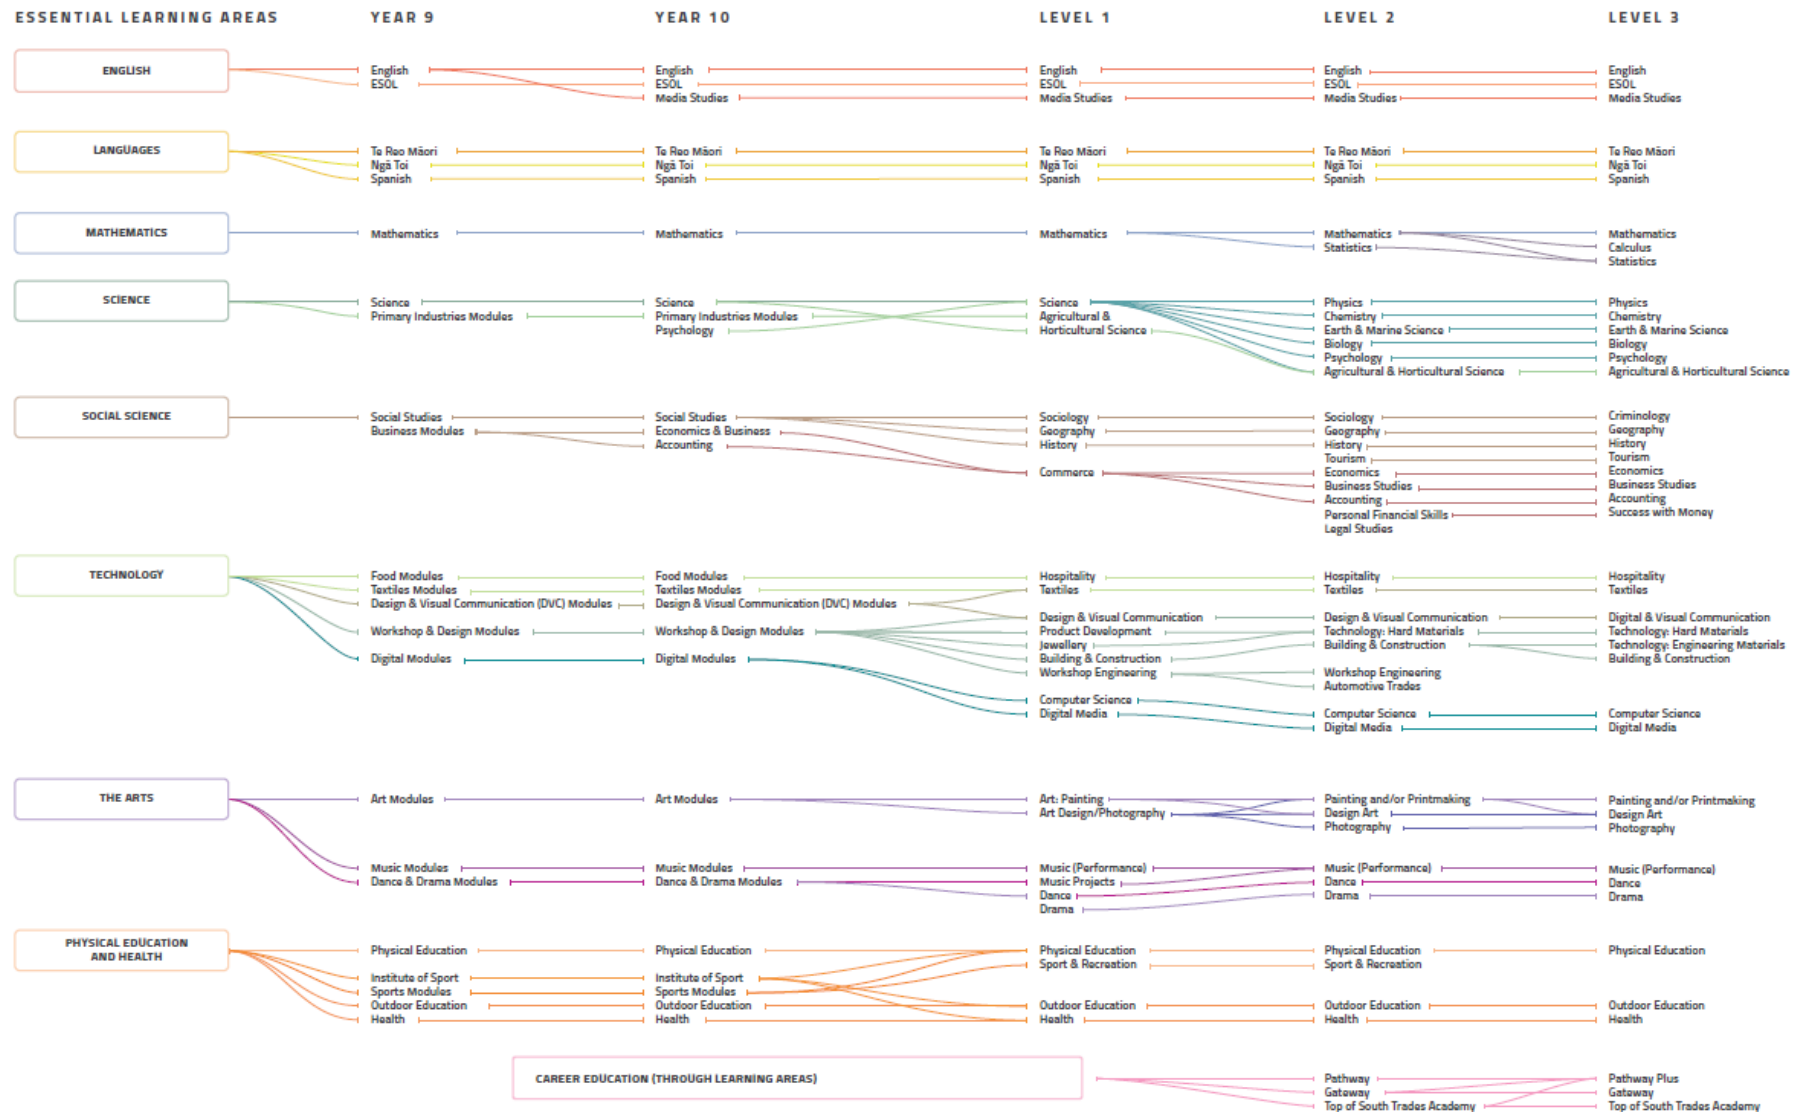 ESSENTIAL LEARNING AREAS YEAR 9 YEAR 10 LEVEL 1 LEVEL 2 LEVEL 3
ENGLISH English English English English English
ESOL ESOL ESOL ESOL ESOL
Media Studies Media Studies Media Studies Media Studies
LANGUAGES Te Reo Māori Te Reo Māori Te Reo Māori Te Reo Māori Te Reo Māori
Ngā Toi Ngā Toi Ngā Toi Ngā Toi Ngā Toi
Spanish Spanish Spanish Spanish Spanish
MATHEMATICS Mathematics Mathematics Mathematics Mathematics Mathematics
Statistics Calculus
Statistics
SCIENCE Science Science Science Physics Physics
Primary Industries Modules Primary Industries Modules Agricultural & Chemistry Chemistry
Psychology Horticultural Science Earth & Marine Science Earth & Marine Science
Biology Biology
Psychology Psychology
Agricultural & Horticultural Science Agricultural & Horticultural Science
SOCIAL SCIENCE Social Studies Social Studies Sociology Sociology Criminology
Business Modules Economics & Business Geography Geography Geography
Accounting History History History
Tourism Tourism
Commerce Economics Economics
Business Studies Business Studies
Accounting Accounting
Personal Financial Skills Success with Money
Legal Studies
TECHNOLOGY Food Modules Food Modules Hospitality Hospitality Hospitality
Textiles Modules Textiles Modules Textiles Textiles Textiles
Design & Visual Communication (DVC) Modules Design & Visual Communication (DVC) Modules
Design & Visual Communication Design & Visual Communication Digital & Visual Communication
Workshop & Design Modules Workshop & Design Modules Product Development Technology: Hard Materials Technology: Hard Materials
Jewellery Building & Construction Technology: Engineering Materials
Digital Modules Digital Modules Building & Construction Building & Construction
Workshop Engineering Workshop Engineering
Automotive Trades
Computer Science Computer Science Computer Science
Digital Media Digital Media Digital Media
THE ARTS Art Modules Art Modules Art: Painting Painting and/or Printmaking Painting and/or Printmaking
Art Design/Photography Design Art Design Art
Photography Photography
Music Modules Music Modules Music (Performance) Music (Performance) Music (Performance)
Dance & Drama Modules Dance & Drama Modules Music Projects Dance Dance
Dance Drama Drama
Drama
PHYSICAL EDUCATION
AND HEALTH
Physical Education Physical Education Physical Education Physical Education Physical Education
Sport & Recreation Sport & Recreation
Institute of Sport Institute of Sport
Sports Modules Sports Modules
Outdoor Education Outdoor Education Outdoor Education Outdoor Education Outdoor Education
Health Health Health Health Health
CAREER EDUCATION (THROUGH LEARNING AREAS) Pathway Pathway Plus
Gateway Gateway
Top of South Trades Academy Top of South Trades Academy